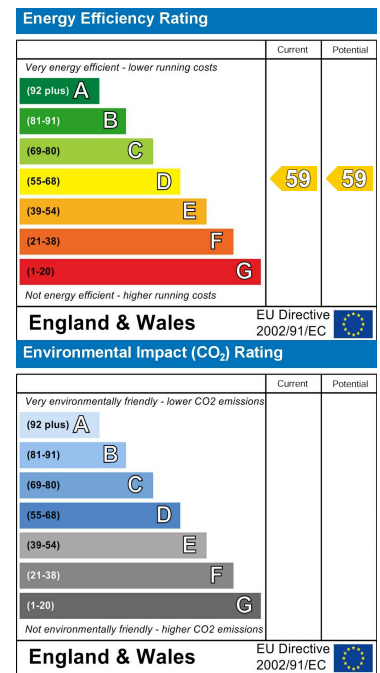 Energy Efficiency Rating
Current Potential
Very energy efficient - lower running costs
(92 plus) A
(81-91) B
(69-80) C
(55-68) D 59 59
(39-54) E
(21-38) F
(1-20) G
Not energy efficient - higher running costs
England & Wales
EU Directive
2002/91/EC
Environmental Impact (CO₂) Rating
Current Potential
Very environmentally friendly - lower CO2 emissions
(92 plus) A
(81-91) B
(69-80) C
(55-68) D
(39-54) E
(21-38) F
(1-20) G
Not environmentally friendly - higher CO2 emissions
England & Wales
EU Directive
2002/91/EC